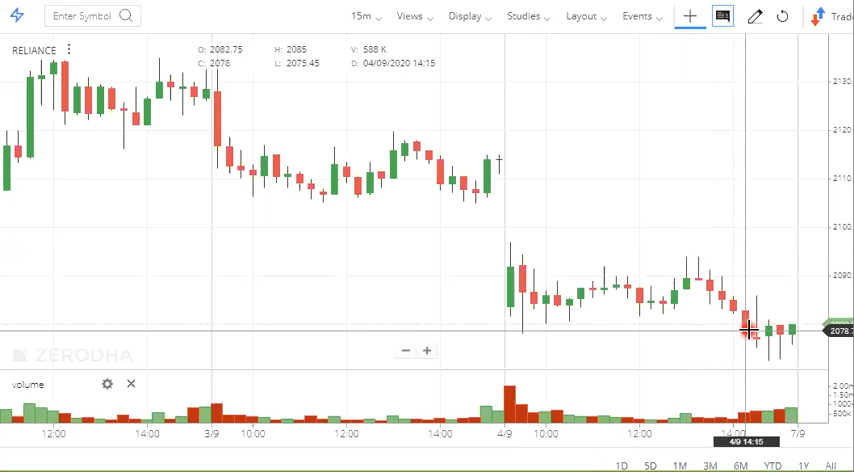 Enter Symbol 15m Views Display Studies Layout Events Trade
RELIANCE O: 2082.75 H: 2085 V: 588 K
C: 2078 L: 2075.45 D: 04/09/2020 14:15
2130
2120
2110
2100
2090
2078.7
ZERODHA
volume
2.00m
1.50m
1000k
500k
12:00 14:00 3/9 10:00 12:00 14:00 4/9 10:00 12:00 14:00 7/9
4/9 14:15
1D 5D 1M 3M 6M YTD 1Y All